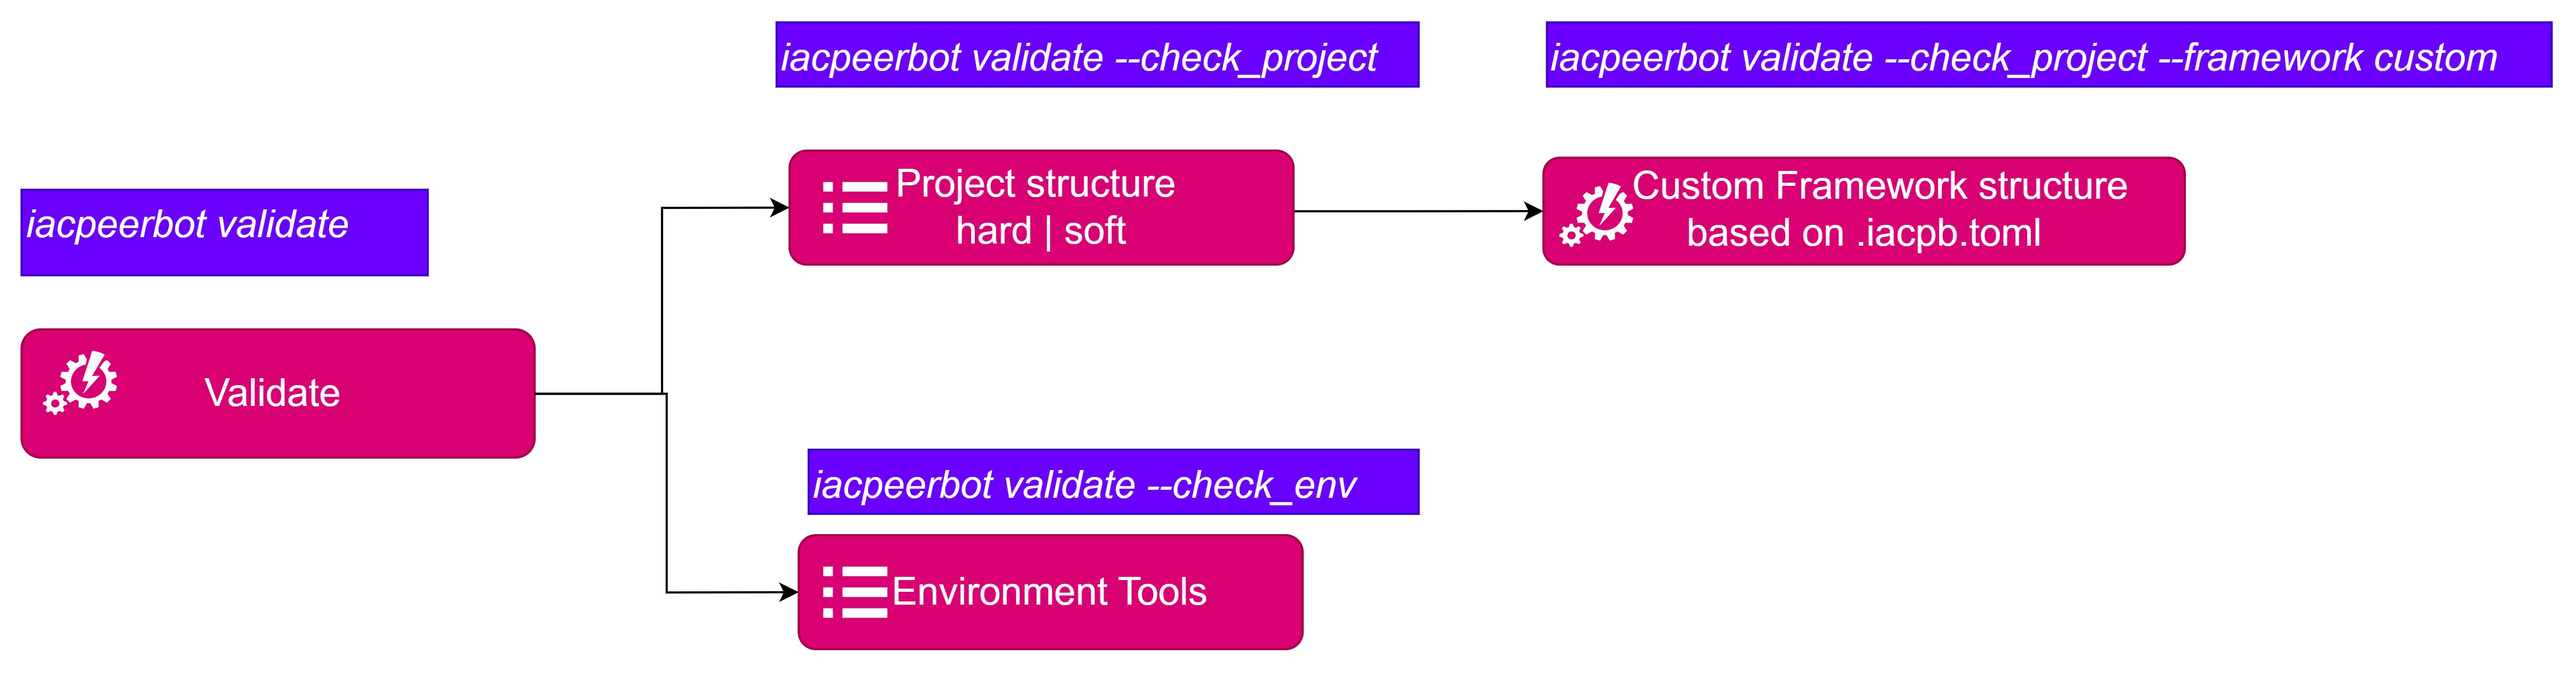 iacpeerbot validate --check_project
iacpeerbot validate --check_project --framework custom
Project structure
hard | soft
Custom Framework structure
based on .iacpb.toml
iacpeerbot validate
Validate
iacpeerbot validate --check_env
Environment Tools